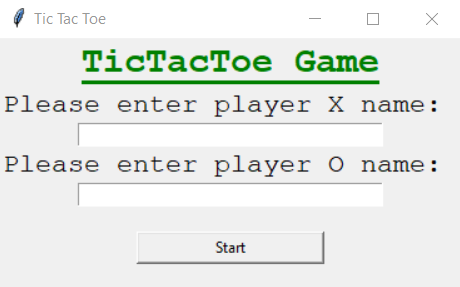 Tic Tac Toe
TicTacToe Game
Please enter player X name:
Please enter player O name:
Start